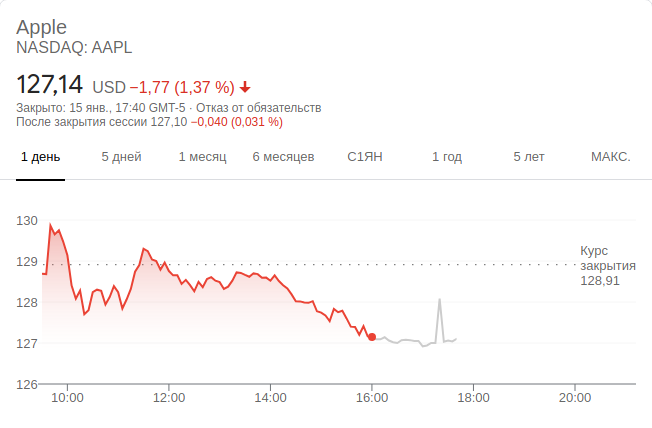 Apple
NASDAQ: AAPL
127,14 USD −1,77 (1,37 %)
Закрыто: 15 янв., 17:40 GMT-5 · Отказ от обязательств
После закрытия сессии 127,10 −0,040 (0,031 %)
1 день 5 дней 1 месяц 6 месяцев С1ЯН 1 год 5 лет МАКС.
130
129
128
127
126
Курс
закрытия
128,91
10:00 12:00 14:00 16:00 18:00 20:00